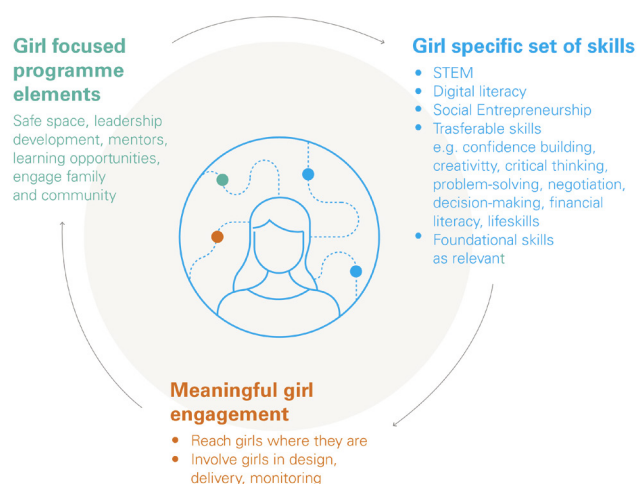 Girl focused
programme
elements
Safe space, leadership
development, mentors,
learning opportunities,
engage family
and community
Girl specific set of skills
• STEM
• Digital literacy
• Social Entrepreneurship
• Trasferable skills
e.g. confidence building,
creativitty, critical thinking,
problem-solving, negotiation,
decision-making, financial
literacy, lifeskills
• Foundational skills
as relevant
Meaningful girl
engagement
• Reach girls where they are
• Involve girls in design,
delivery, monitoring